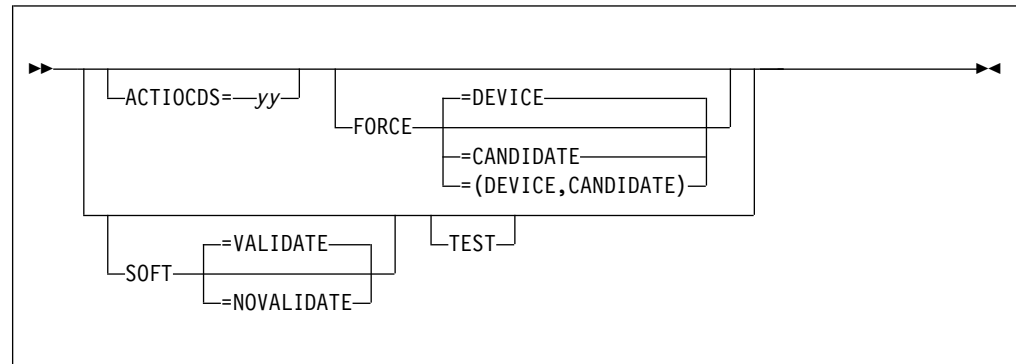 =DEVICE
ACTIOCDS= yy
FORCE
=CANDIDATE
=(DEVICE,CANDIDATE)
=VALIDATE
TEST
SOFT
=NOVALIDATE